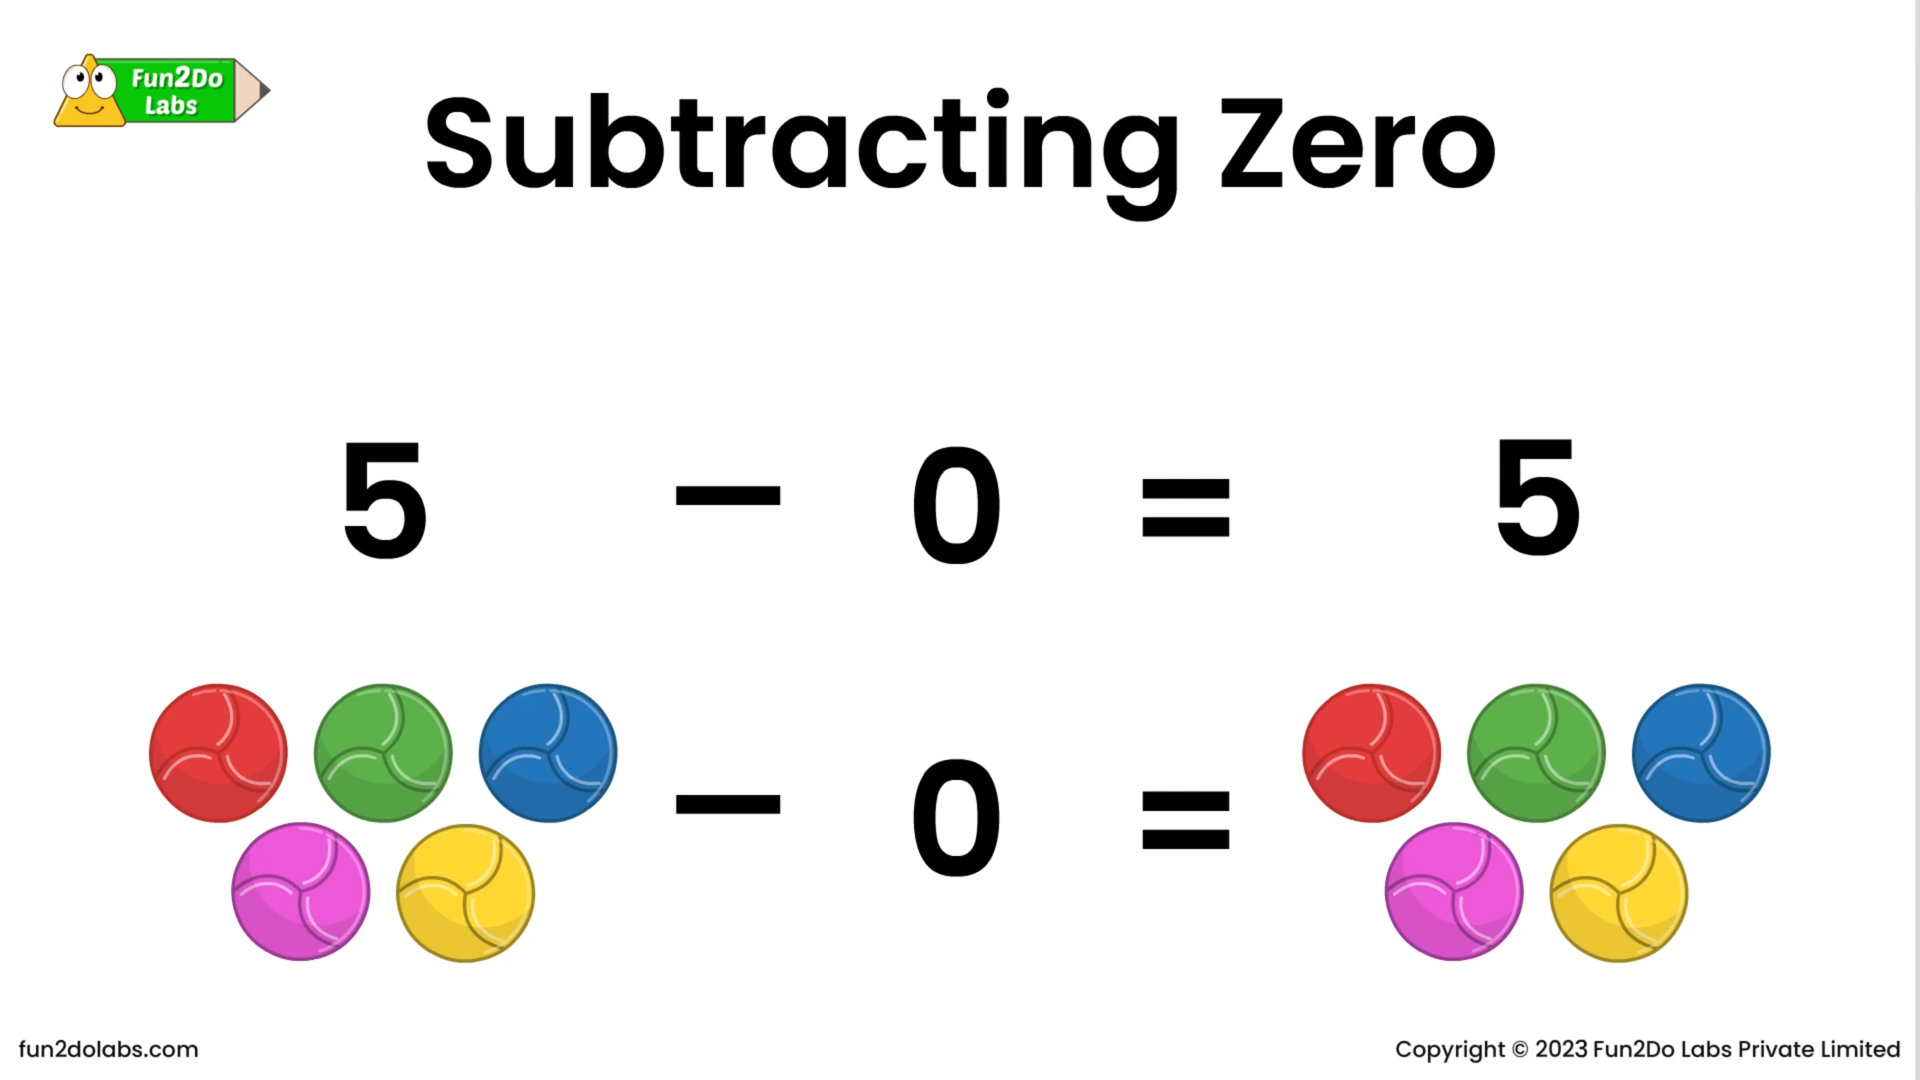 Fun2Do
Labs
Subtracting Zero
5 – 0 = 5
– 0 =
fun2dolabs.com
Copyright © 2023 Fun2Do Labs Private Limited